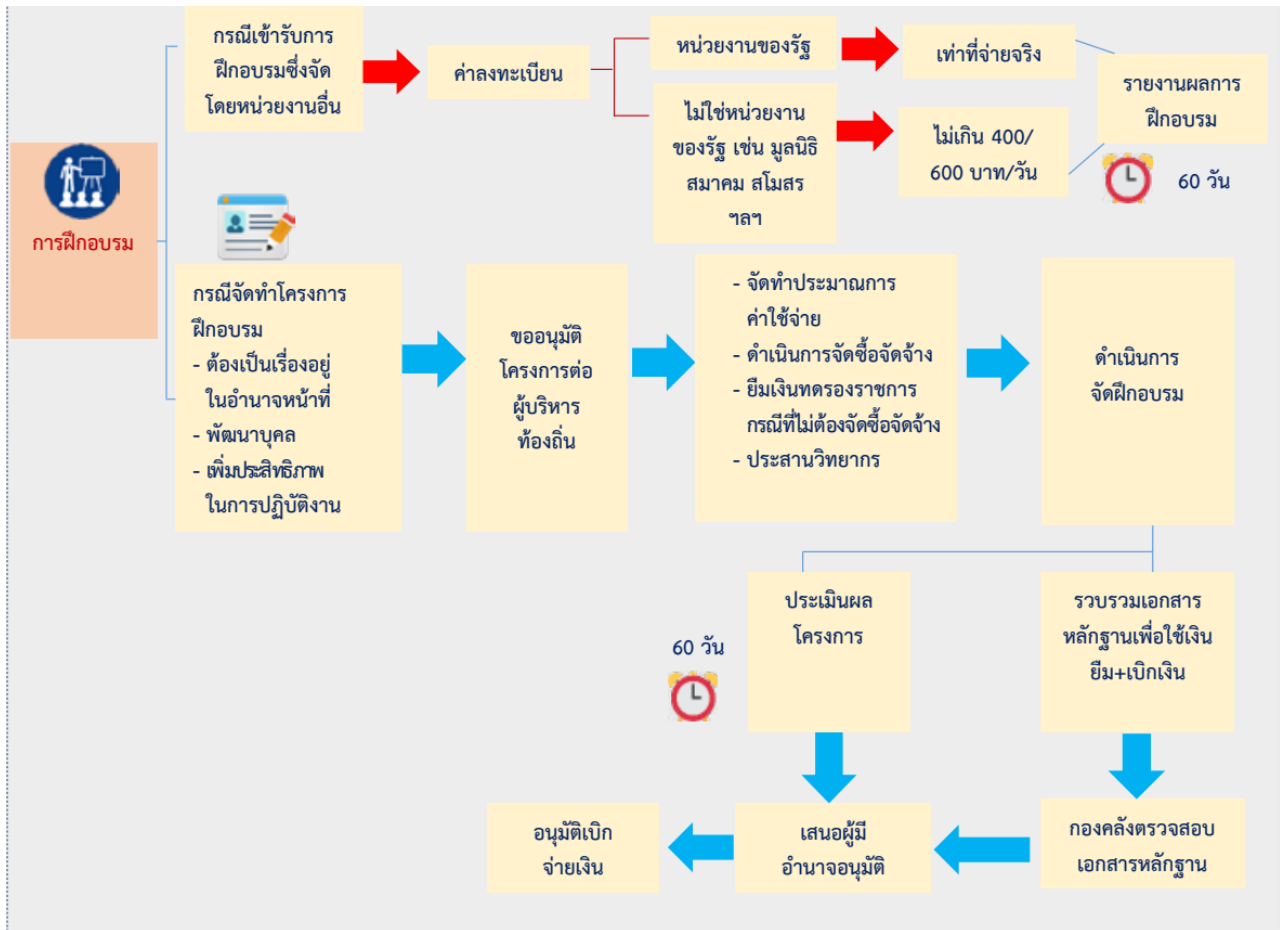 การฝึกอบรม
กรณีเข้ารับการ
ฝึกอบรมซึ่งจัด
โดยหน่วยงานอื่น
ค่าลงทะเบียน
หน่วยงานของรัฐ
เท่าที่จ่ายจริง
ไม่ใช่หน่วยงาน
ของรัฐ เช่น มูลนิธิ
สมาคม สโมสร
ฯลฯ
ไม่เกิน 400/
600 บาท/วัน
รายงานผลการ
ฝึกอบรม
60 วัน
กรณีจัดทำโครงการ
ฝึกอบรม
- ต้องเป็นเรื่องอยู่
ในอำนาจหน้าที่
- พัฒนาบุคล
- เพิ่มประสิทธิภาพ
ในการปฏิบัติงาน
ขออนุมัติ
โครงการต่อ
ผู้บริหาร
ท้องถิ่น
- จัดทำประมาณการ
ค่าใช้จ่าย
- ดำเนินการจัดซื้อจัดจ้าง
- ยืมเงินทดรองราชการ
กรณีที่ไม่ต้องจัดซื้อจัดจ้าง
- ประสานวิทยากร
ดำเนินการ
จัดฝึกอบรม
ประเมินผล
โครงการ
60 วัน
รวบรวมเอกสาร
หลักฐานเพื่อใช้เงิน
ยืม+เบิกเงิน
กองคลังตรวจสอบ
เอกสารหลักฐาน
เสนอผู้มี
อำนาจอนุมัติ
อนุมัติเบิก
จ่ายเงิน